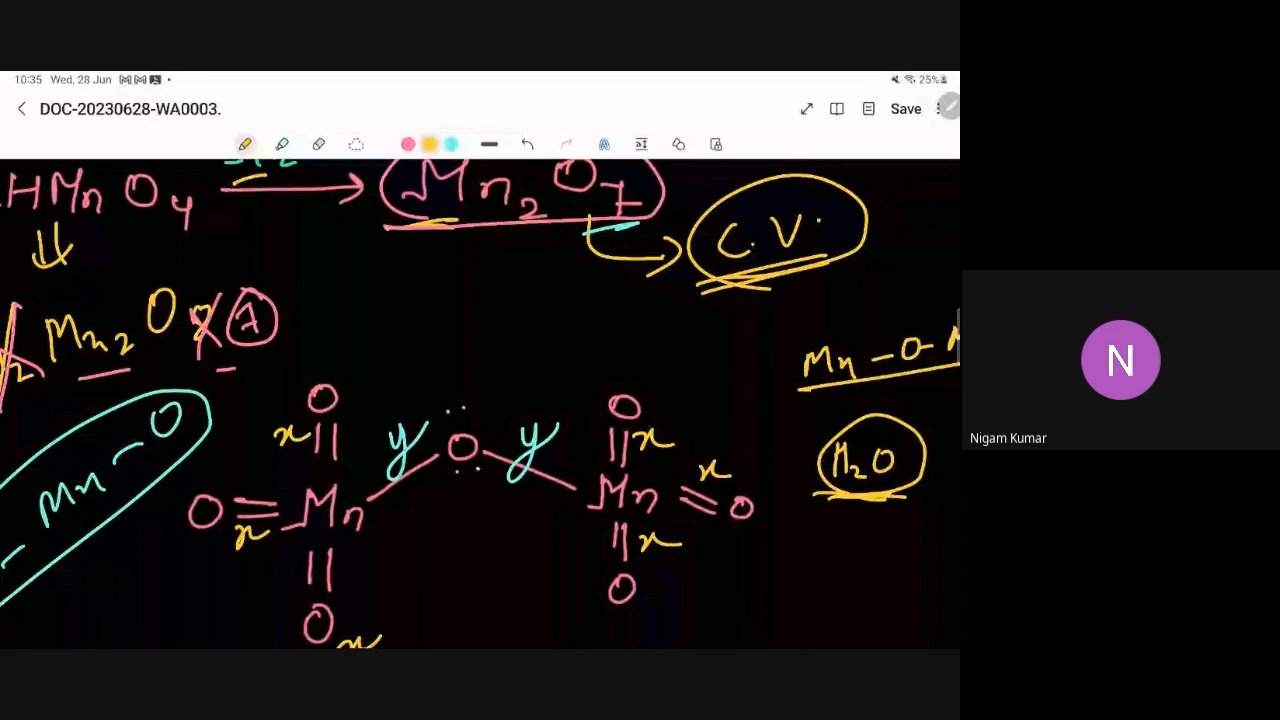 10:35 Wed, 28 Jun
25%
DOC-20230628-WA0003.
Save
HMnO4 → Mn2O7
C.V.
Mn2O 7
Mn - O -
H2O
Mn - O
O O
x y O y x x
O = Mn Mn = O
x x
O O
x
N
Nigam Kumar